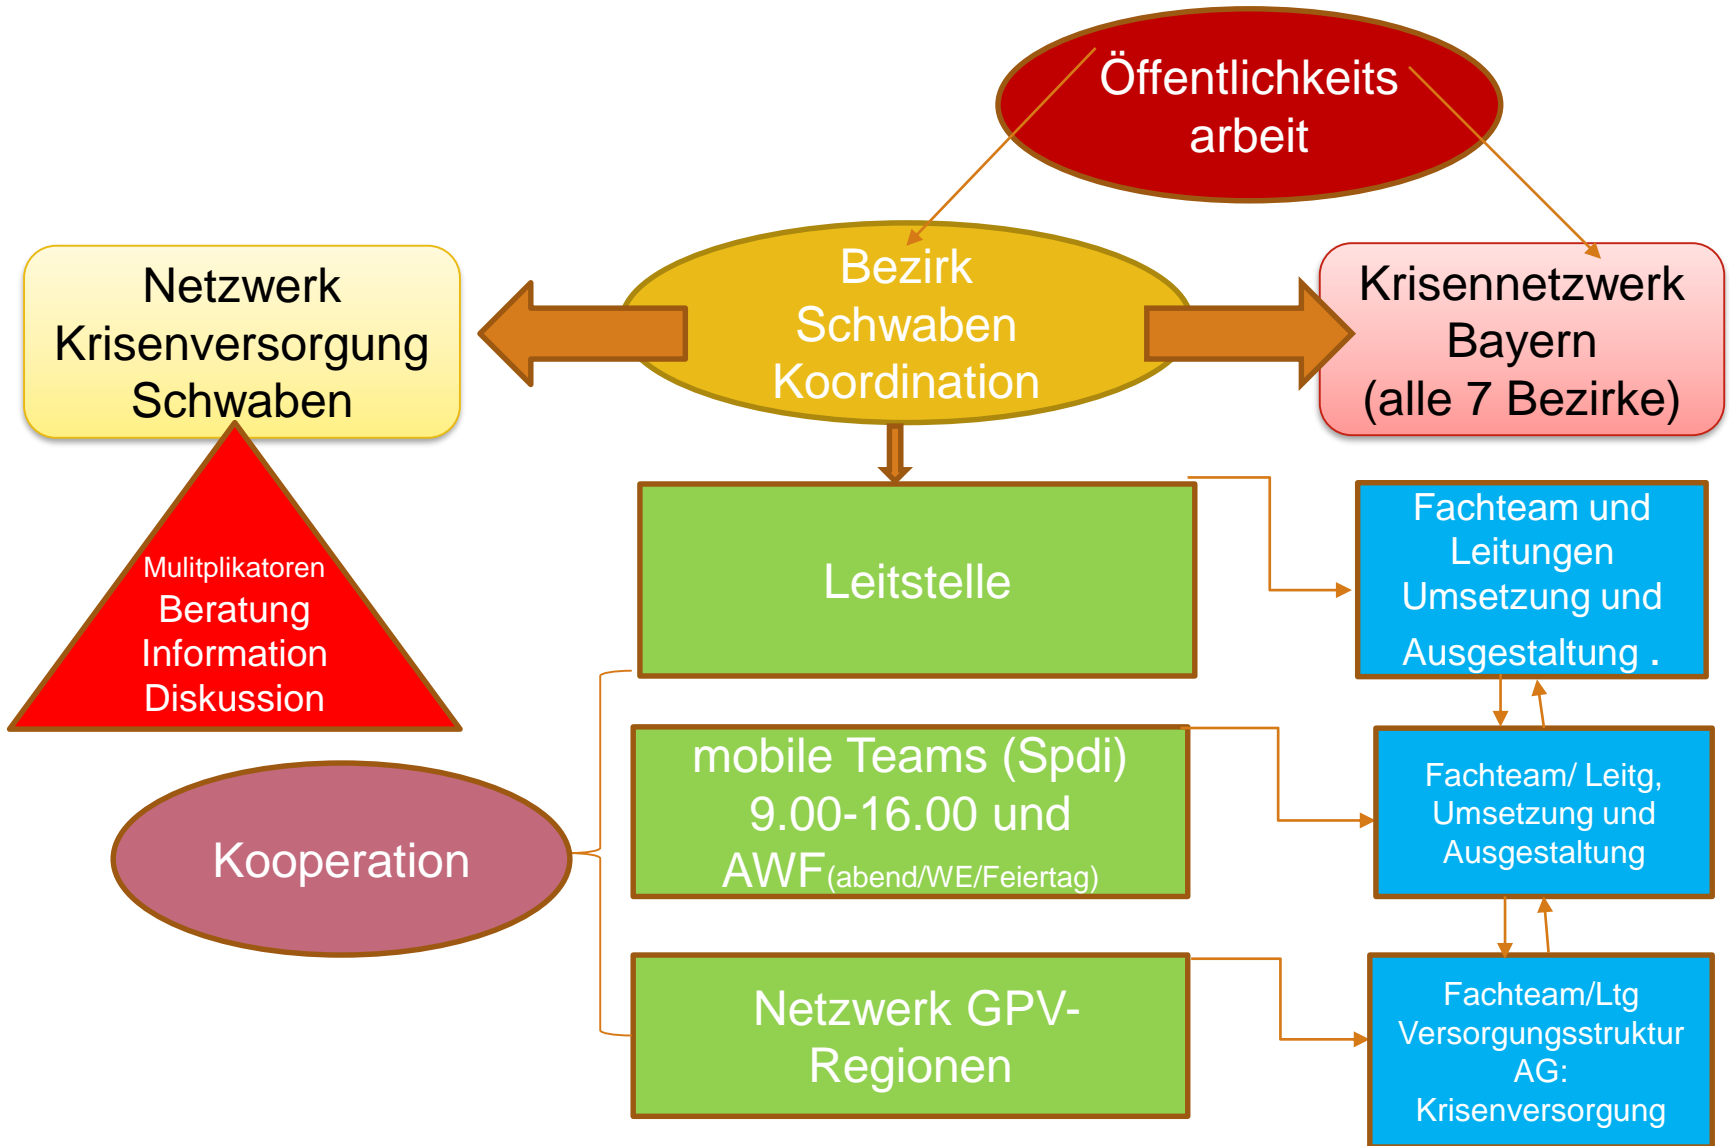 Öffentlichkeits
arbeit
Netzwerk
Krisenversorgung
Schwaben
Bezirk
Schwaben
Koordination
Krisennetzwerk
Bayern
(alle 7 Bezirke)
Mulitplikatoren
Beratung
Information
Diskussion
Leitstelle
Fachteam und
Leitungen
Umsetzung und
Ausgestaltung .
Kooperation
mobile Teams (Spdi)
9.00-16.00 und
AWF(abend/WE/Feiertag)
Fachteam/ Leitg,
Umsetzung und
Ausgestaltung
Netzwerk GPV-
Regionen
Fachteam/Ltg
Versorgungsstruktur
AG:
Krisenversorgung